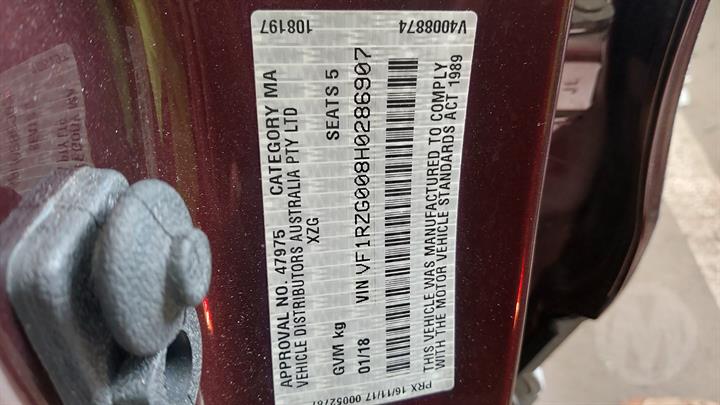 108197 V4008874
APPROVAL NO. 47975 CATEGORY MA
VEHICLE DISTRIBUTORS AUSTRALIA PTY LTD
XZG
GVM kg SEATS 5
01/18 VIN VF1RZG008H0286907
THIS VEHICLE WAS MANUFACTURED TO COMPLY
WITH THE MOTOR VEHICLE STANDARDS ACT 1989
PRX 16/11/17